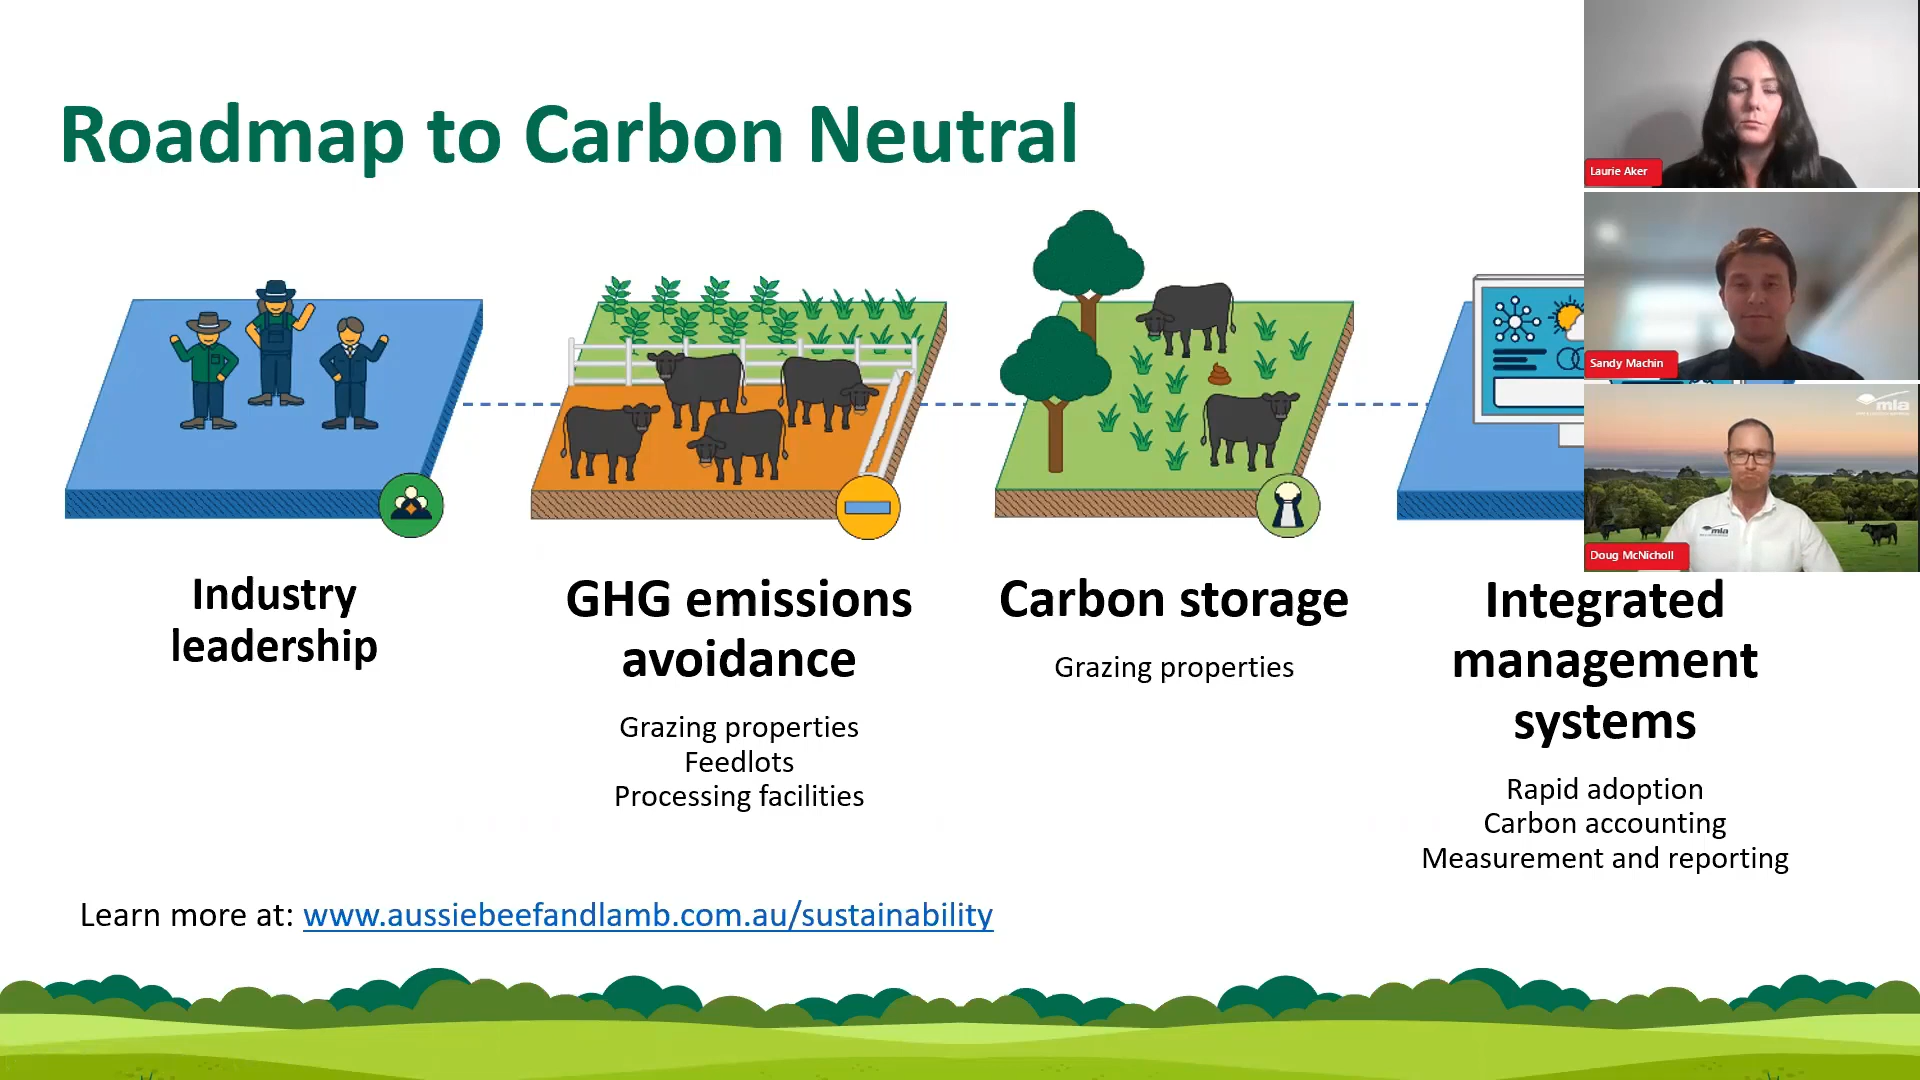 Roadmap to Carbon Neutral
Laurie Aker
Sandy Machin
mla
mla
Doug McNicholl
Industry
leadership
GHG emissions
avoidance
Grazing properties
Feedlots
Processing facilities
Carbon storage
Grazing properties
Integrated
management
systems
Rapid adoption
Carbon accounting
Measurement and reporting
Learn more at: www.aussiebeefandlamb.com.au/sustainability